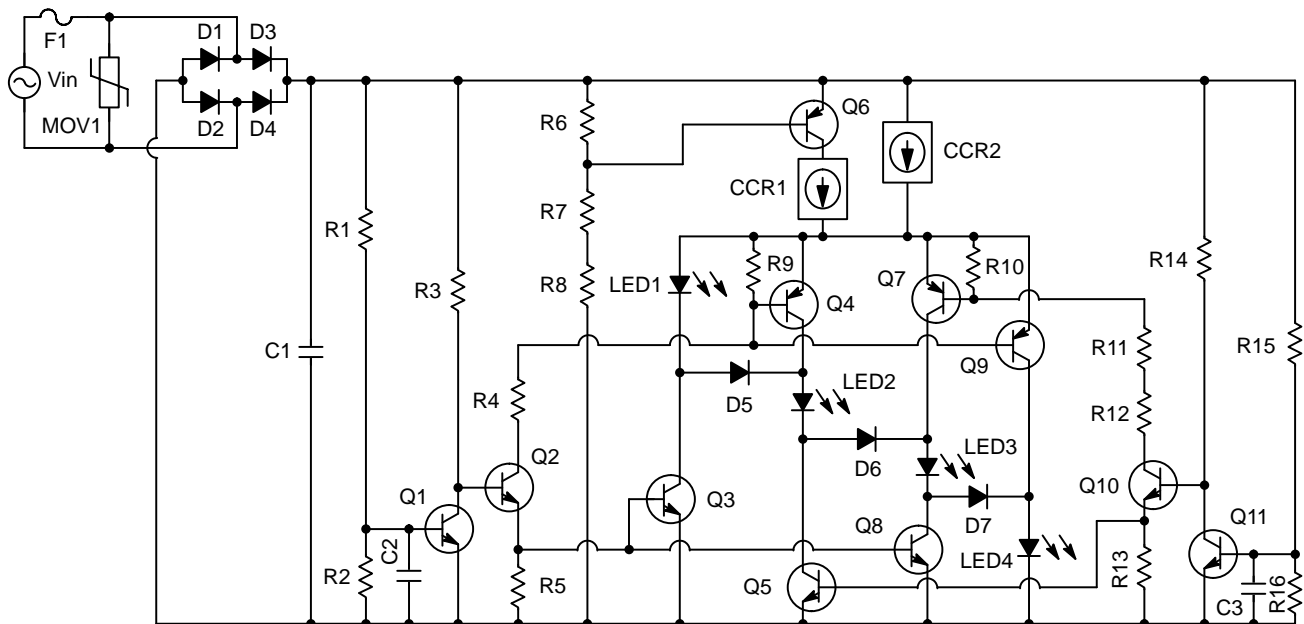 F1
D1
D3
Vin
MOV1
D2
D4
R6
Q6
CCR1
CCR2
R1
R7
R3
R8
LED1
R9
Q4
Q7
R10
R14
C1
R4
D5
LED2
Q9
R11
R15
R12
Q2
D6
LED3
Q1
Q3
Q8
D7
Q10
Q11
R2
C2
R5
Q5
LED4
R13
C3
R16